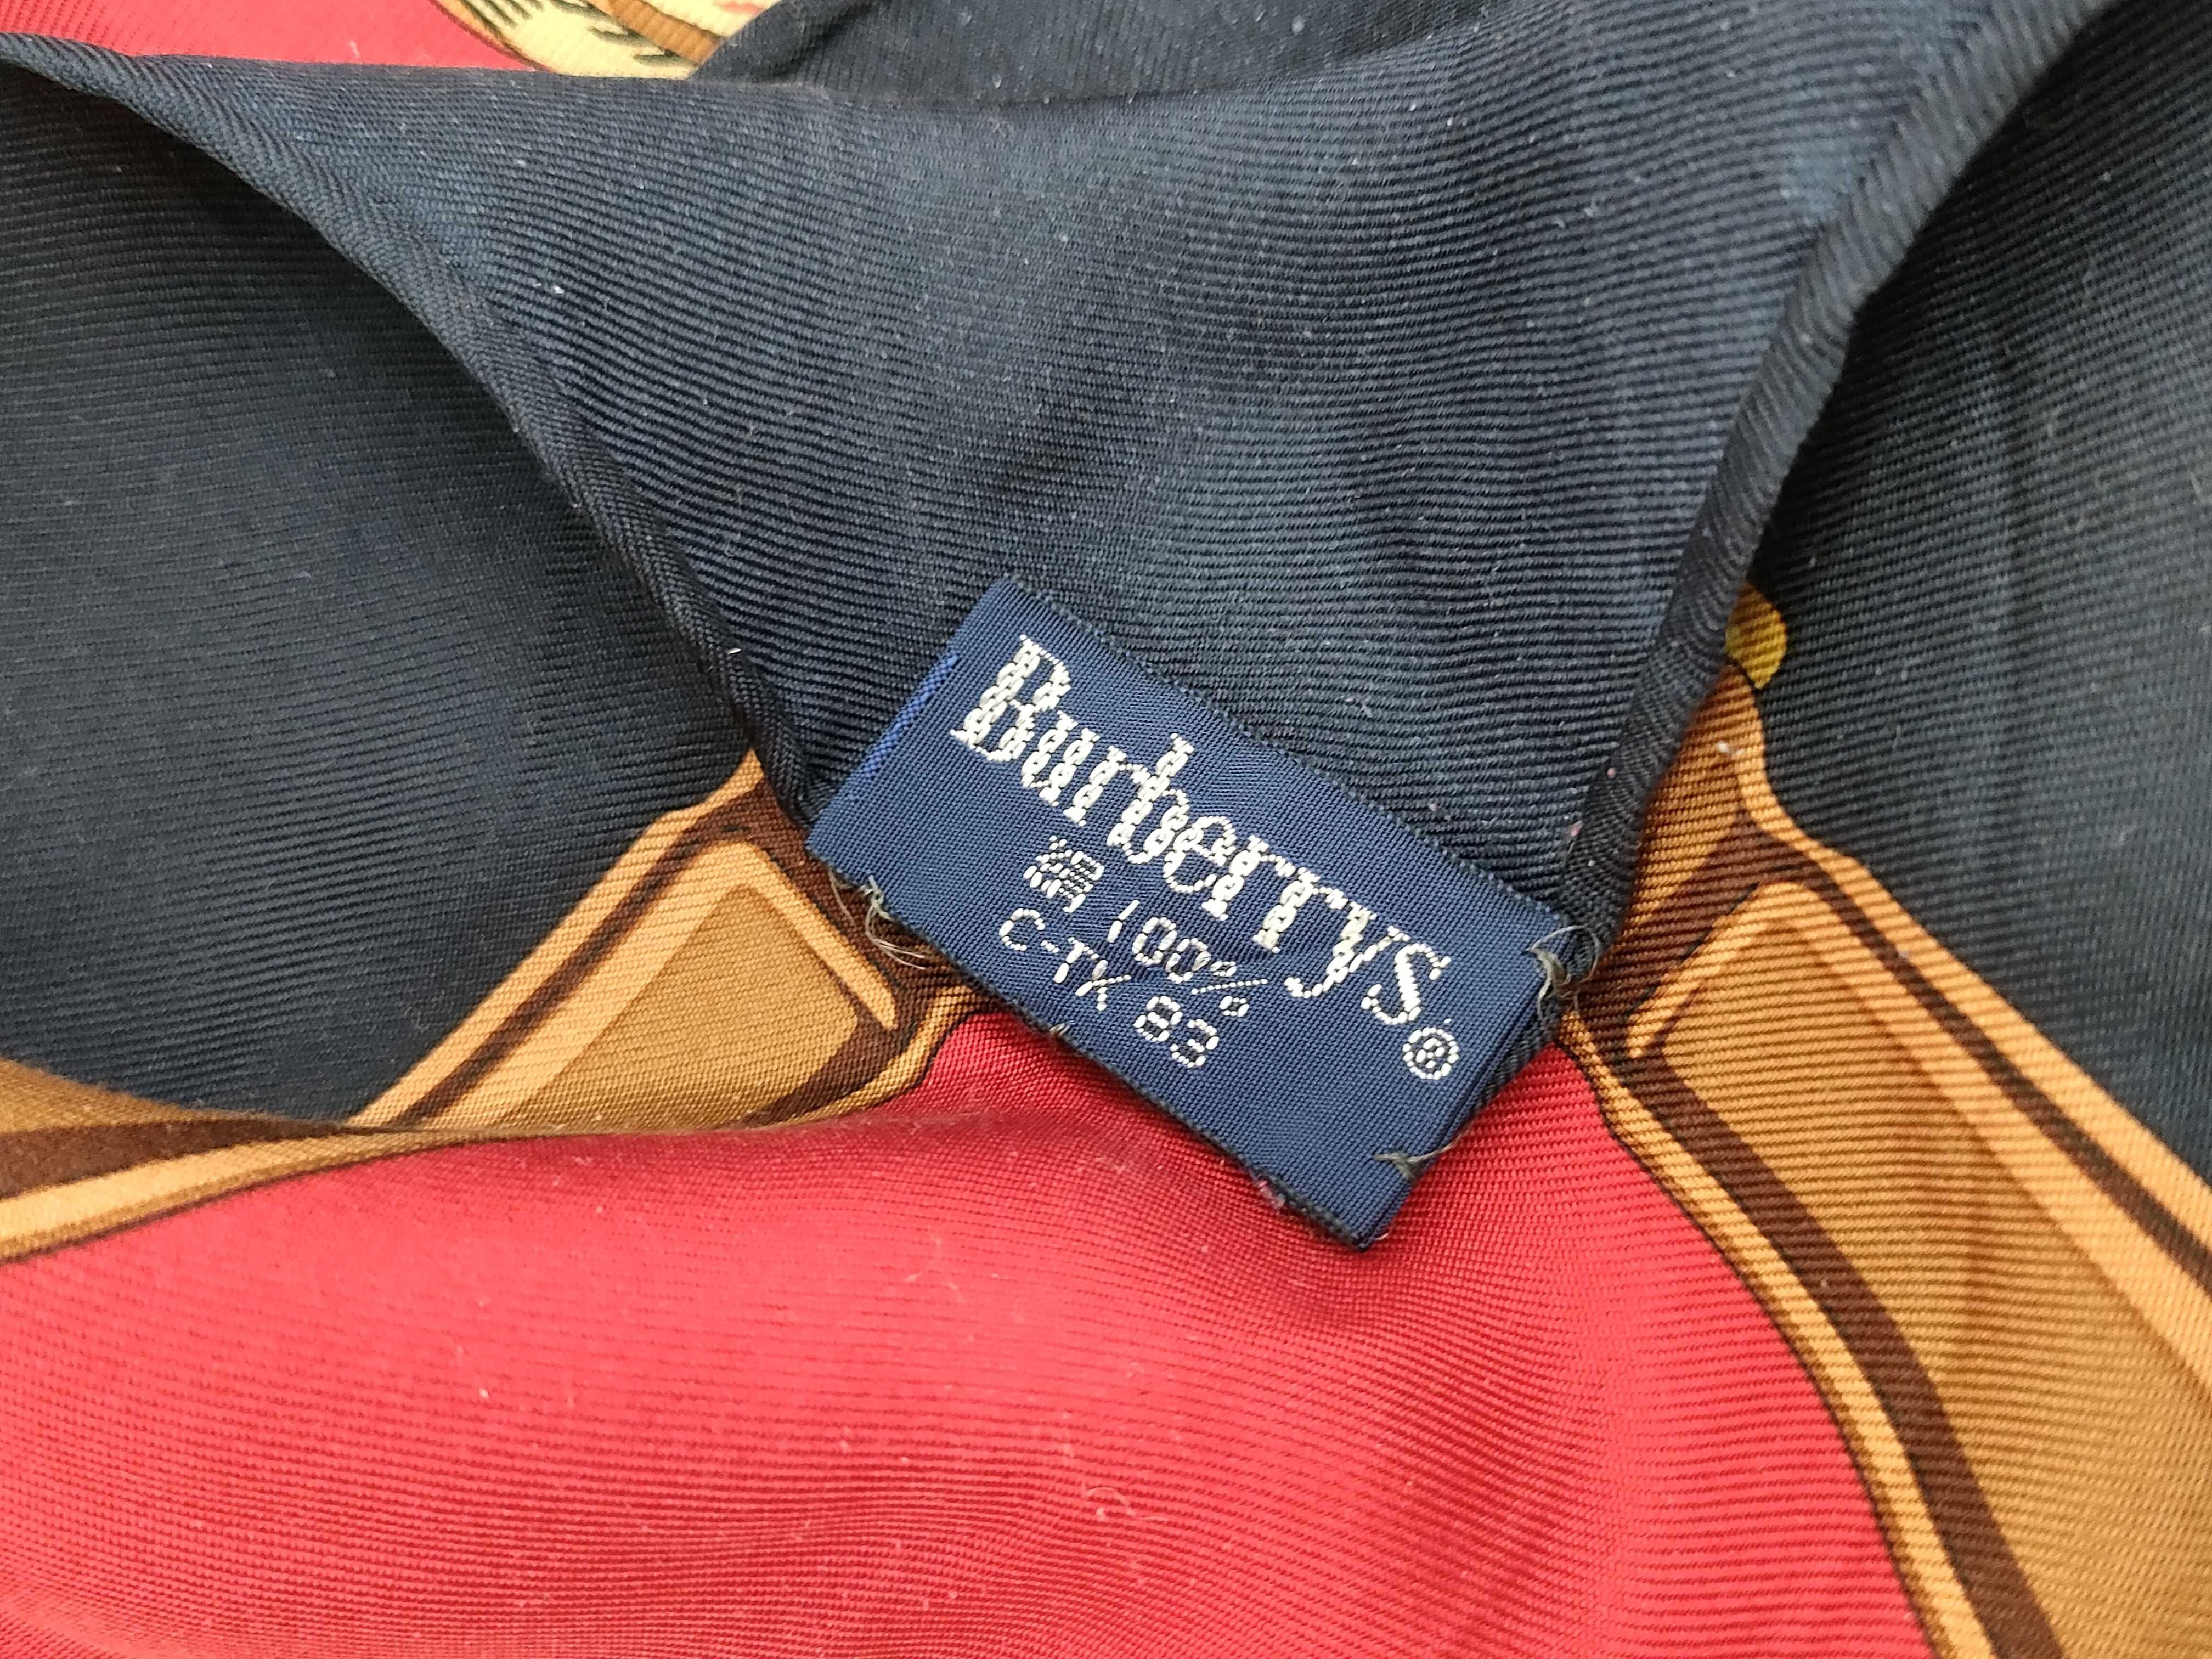 Burberrys®
絹 100%
C-TK 83